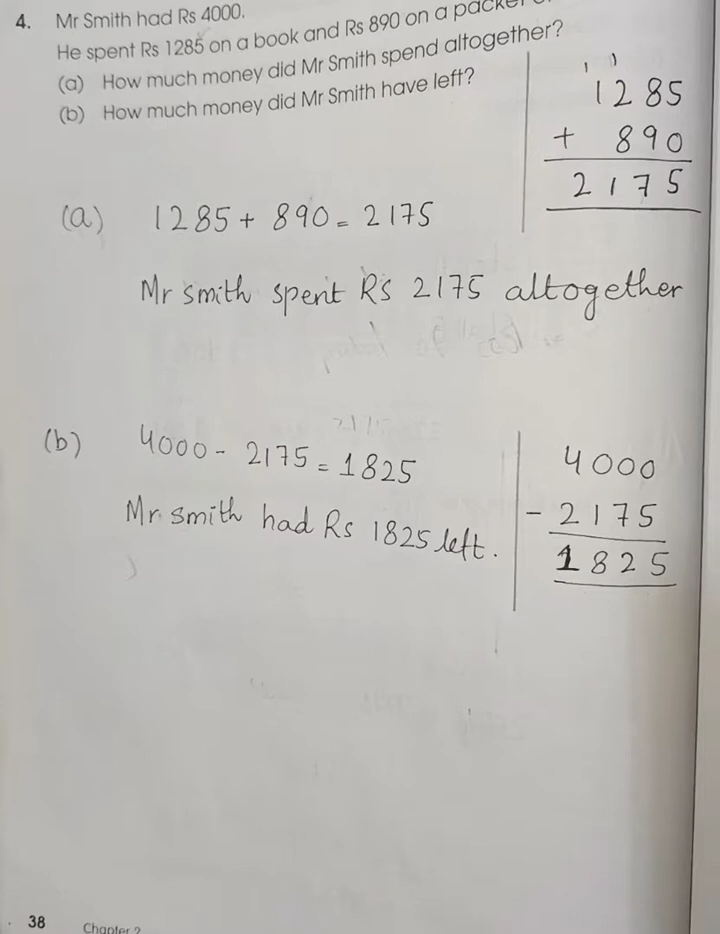 4. Mr Smith had Rs 4000.
He spent Rs 1285 on a book and Rs 890 on a packet
(a) How much money did Mr Smith spend altogether?
(b) How much money did Mr Smith have left?
1 1
1285
+ 890
2175
(a) 1285 + 890 = 2175
Mr smith spent Rs 2175 altogether
(b) 4000 - 2175 = 1825
Mr. smith had Rs 1825 left.
4000
- 2175
1825
38 Chapter 2